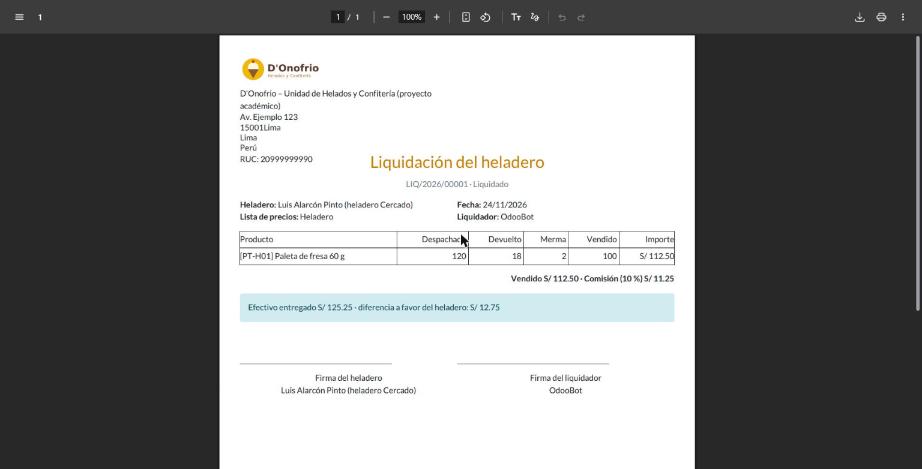 1
1 / 1
100%
D'Onofrio
Helados y Confitería
D'Onofrio – Unidad de Helados y Confitería (proyecto
académico)
Av. Ejemplo 123
15001Lima
Lima
Perú
RUC: 20999999990
Liquidación del heladero
LIQ/2026/00001 · Liquidado
Heladero: Luis Alarcón Pinto (heladero Cercado) Fecha: 24/11/2026
Lista de precios: Heladero Liquidador: OdooBot
Producto Devuelto Merma Vendido Importe
[PT-H01] Paleta de fresa 60 g 120 18 2 100 S/ 112.50
Vendido S/ 112.50 · Comisión (10 %) S/ 11.25
Efectivo entregado S/ 125.25 · diferencia a favor del heladero: S/ 12.75
Firma del heladero Firma del liquidador
Luis Alarcón Pinto (heladero Cercado) OdooBot